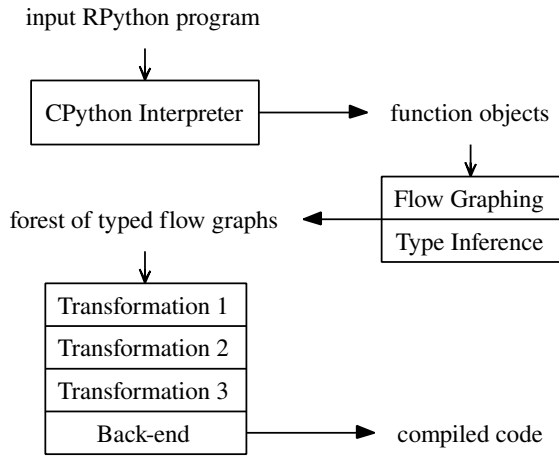 input RPython program
CPython Interpreter
function objects
Flow Graphing
Type Inference
forest of typed flow graphs
Transformation 1
Transformation 2
Transformation 3
Back-end
compiled code